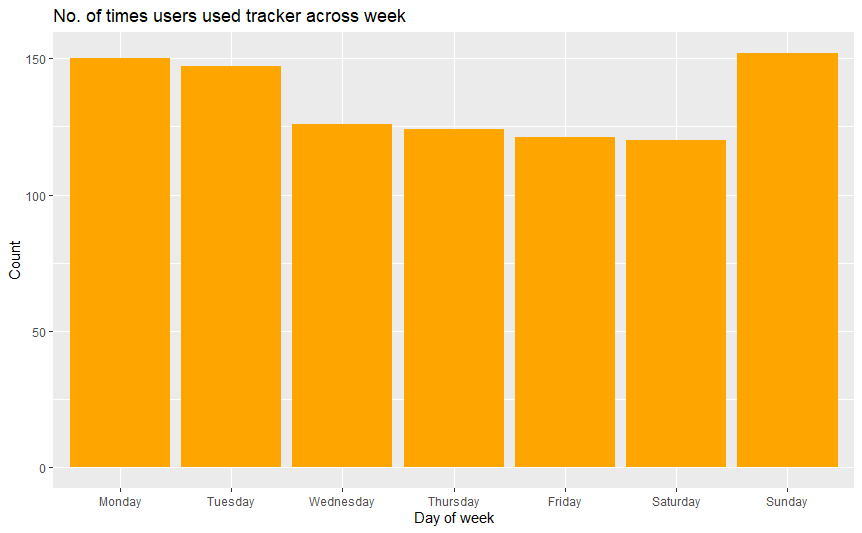 No. of times users used tracker across week
150
100
50
0
Count
Monday Tuesday Wednesday Thursday Friday Saturday Sunday
Day of week